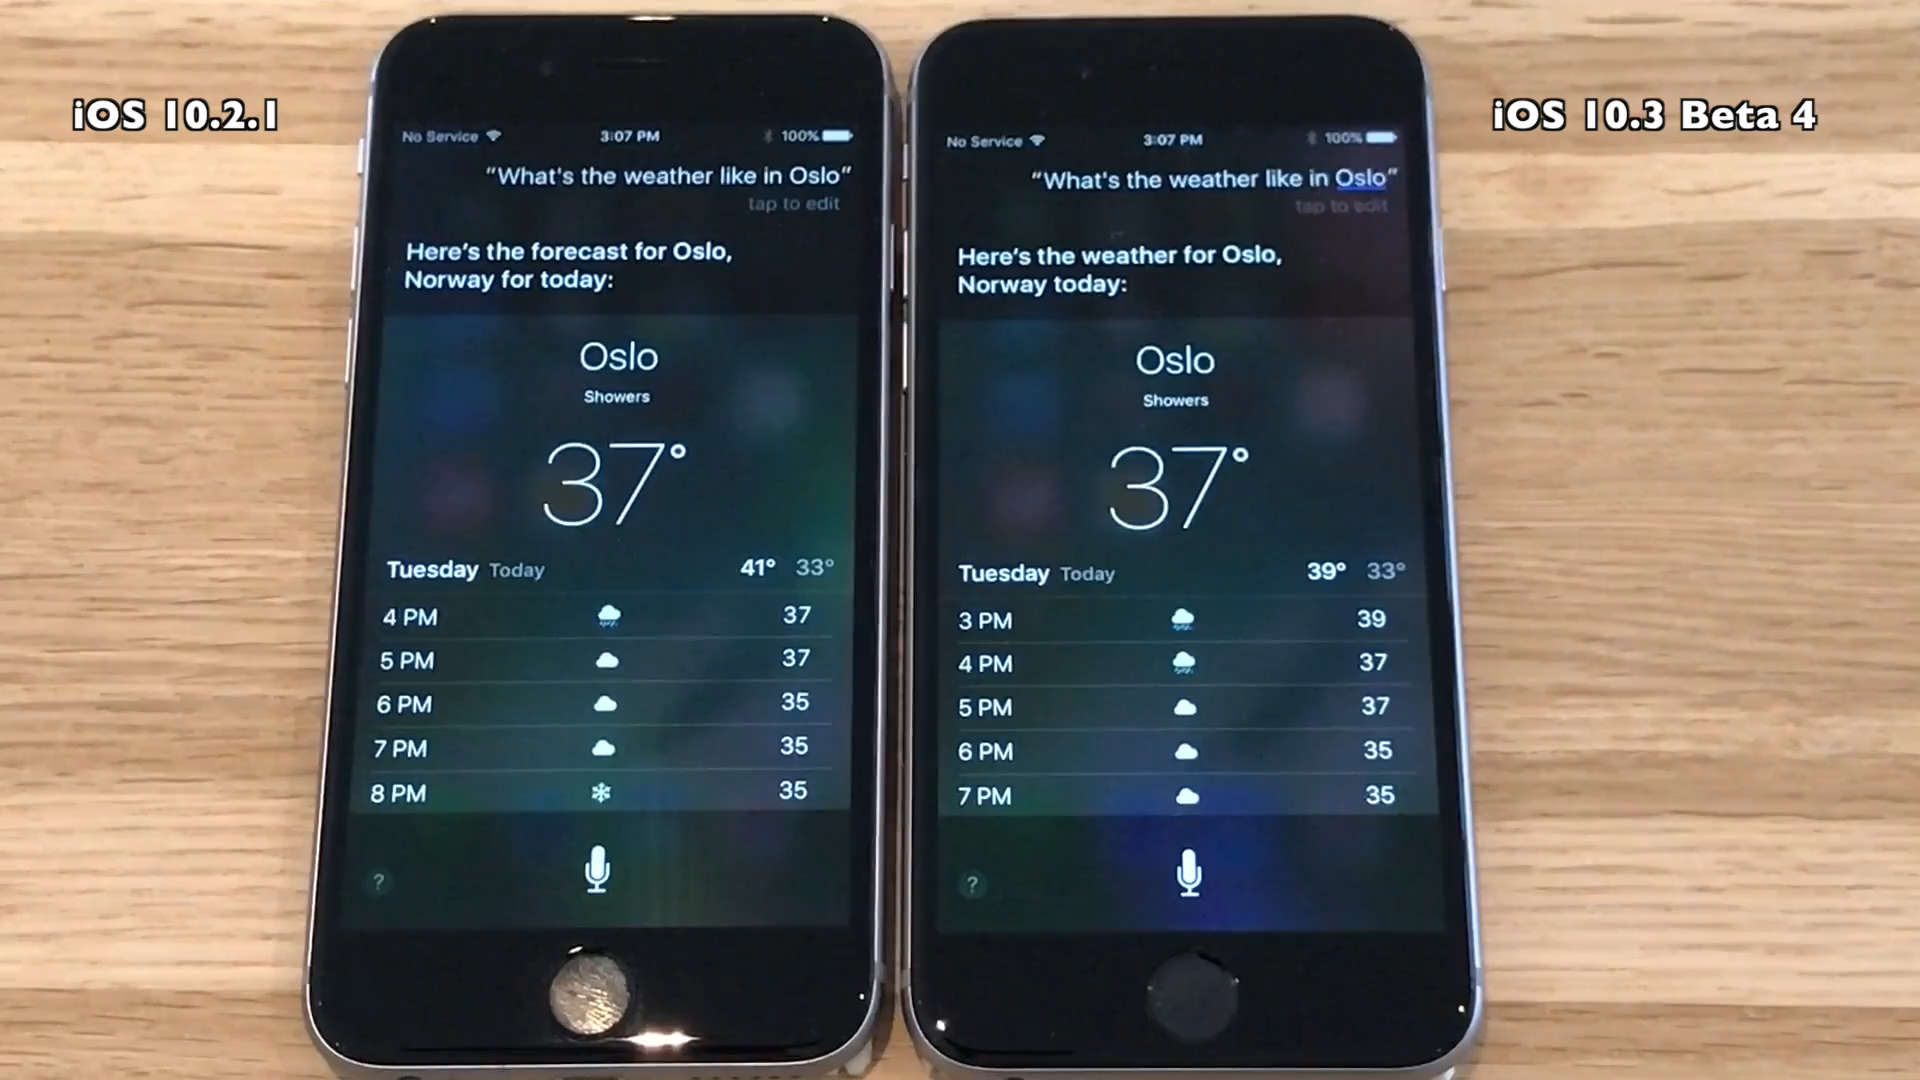 iOS 10.2.1
No Service 3:07 PM 100%
“What's the weather like in Oslo”
tap to edit
Here's the forecast for Oslo,
Norway for today:
Oslo
Showers
37°
Tuesday Today 41° 33°
4 PM 37
5 PM 37
6 PM 35
7 PM 35
8 PM 35
?
iOS 10.3 Beta 4
No Service 3:07 PM 100%
“What's the weather like in Oslo”
tap to edit
Here's the weather for Oslo,
Norway today:
Oslo
Showers
37°
Tuesday Today 39° 33°
3 PM 39
4 PM 37
5 PM 37
6 PM 35
7 PM 35
?